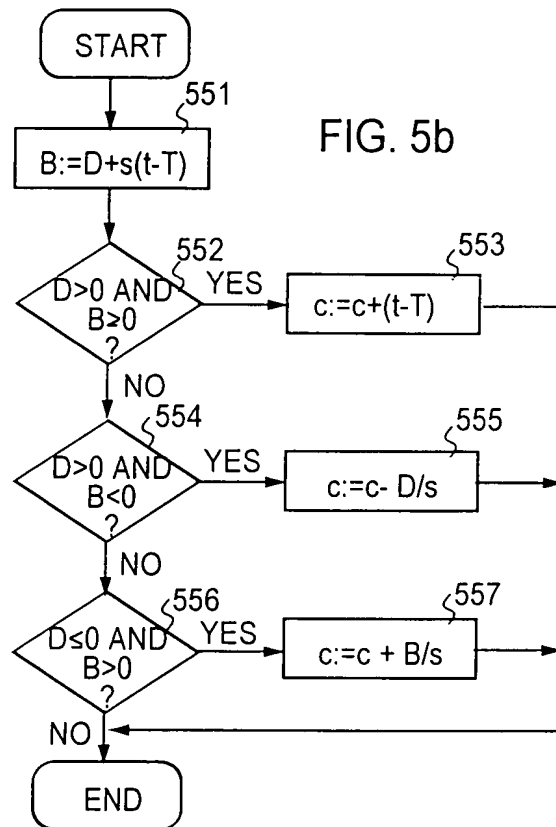 START
551
B:=D+s(t-T)
FIG. 5b
552
D>0 AND
B≥0
?
YES
553
c:=c+(t-T)
NO
554
D>0 AND
B<0
?
YES
555
c:=c- D/s
NO
556
D≤0 AND
B>0
?
YES
557
c:=c + B/s
NO
END